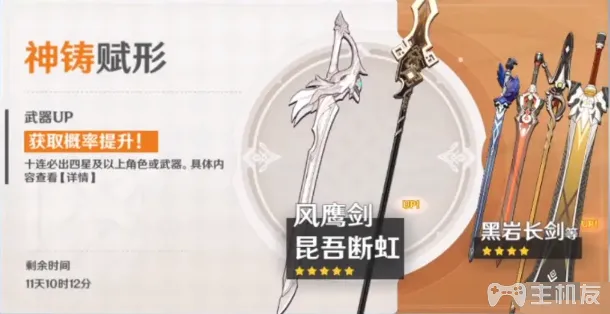 神铸赋形
武器UP
获取概率提升！
十连必出四星及以上角色或武器。具体内
容查看【详情】
剩余时间
11天10时12分
风鹰剑
UP!
昆吾断虹
黑岩长剑等
UP!
主机友